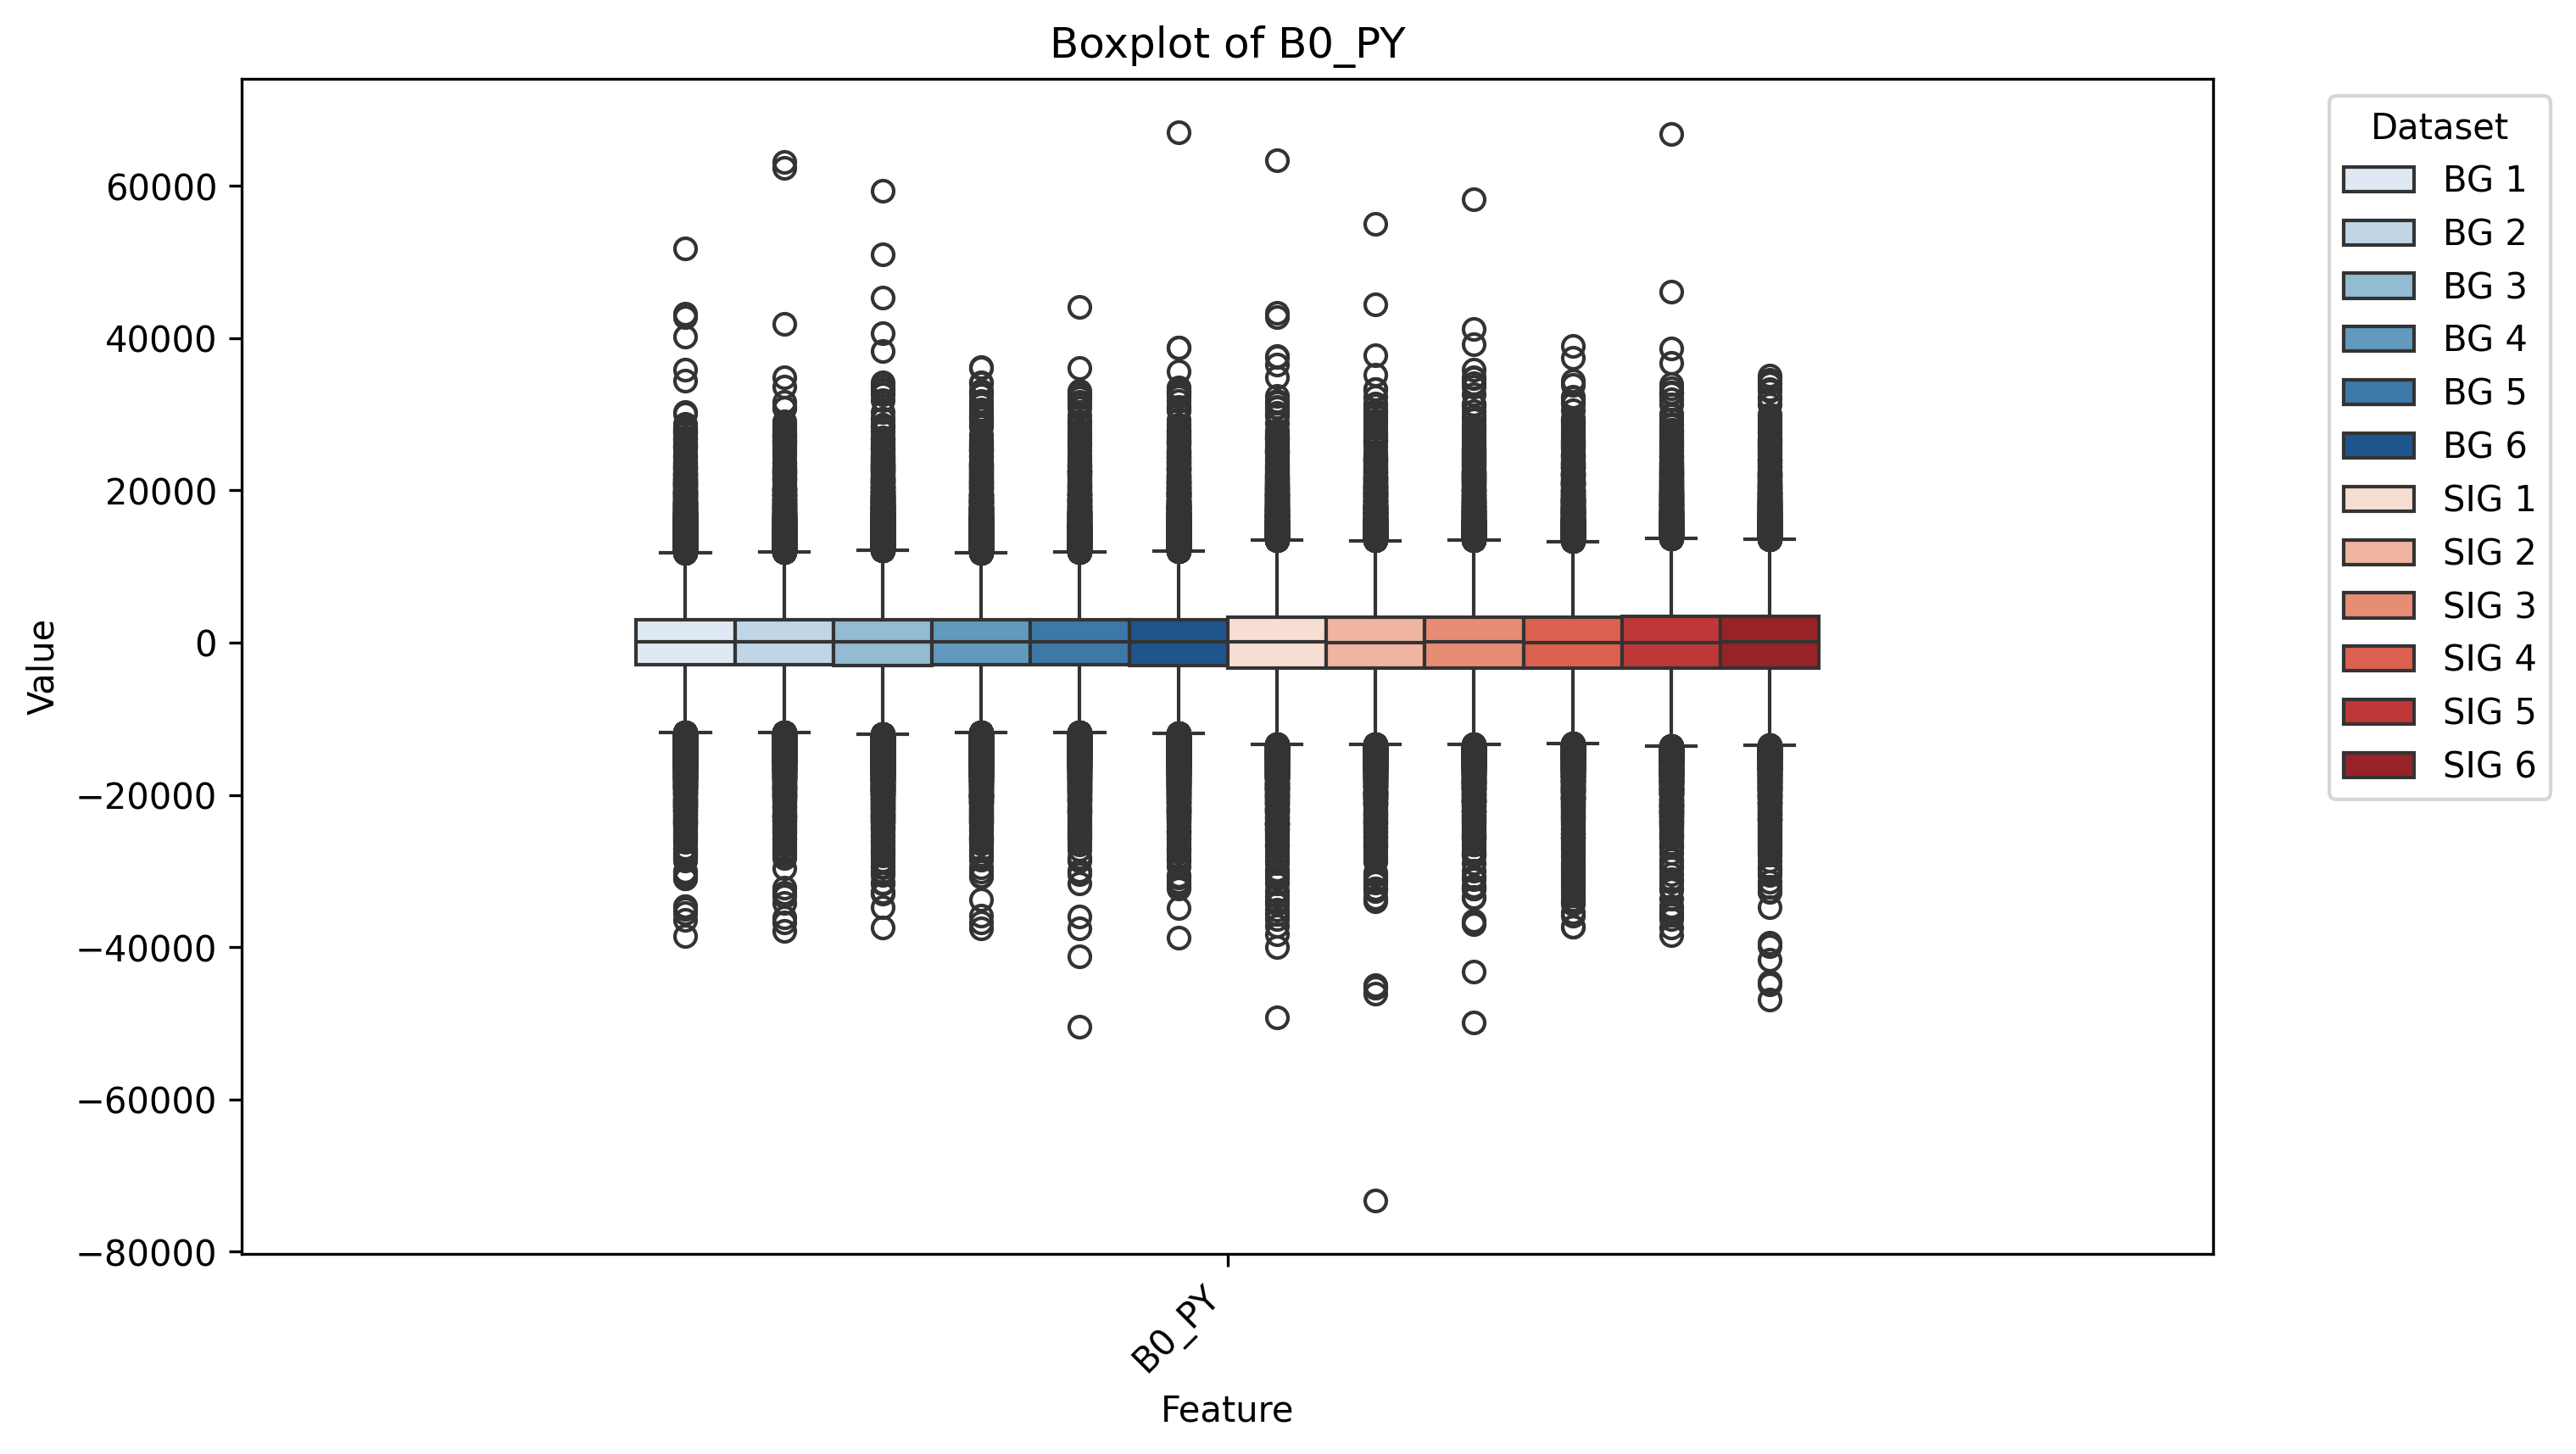 Boxplot of B0_PY
Value
60000
40000
20000
0
−20000
−40000
−60000
−80000
B0_PY
Feature
Dataset
BG 1
BG 2
BG 3
BG 4
BG 5
BG 6
SIG 1
SIG 2
SIG 3
SIG 4
SIG 5
SIG 6